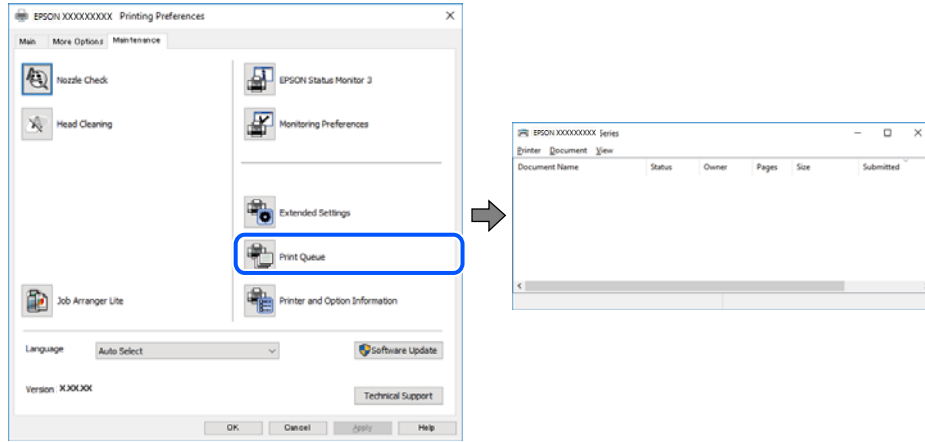 EPSON XXXXXXXXX Printing Preferences
Main More Options Maintenance
Nozzle Check
Head Cleaning
Job Arranger Lite
EPSON Status Monitor 3
Monitoring Preferences
Extended Settings
Print Queue
Printer and Option Information
Language Auto Select
Software Update
Version X.XX.XX
Technical Support
OK Cancel Apply Help
EPSON XXXXXXXXX Series
Printer Document View
Document Name Status Owner Pages Size Submitted